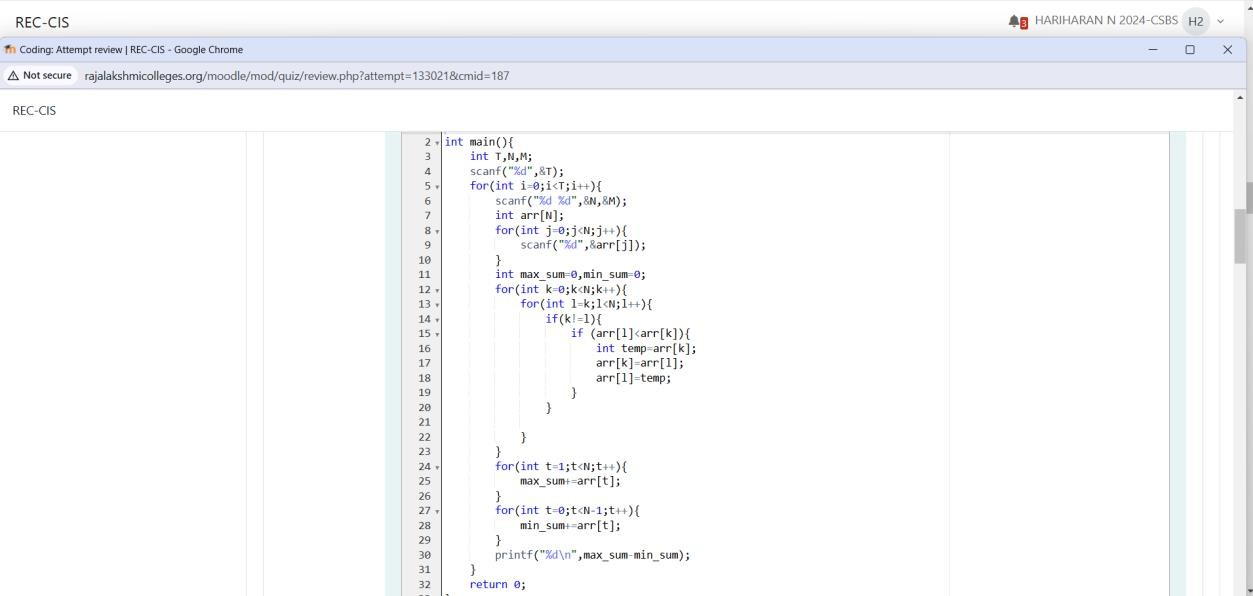 REC-CIS
3 HARIHARAN N 2024-CSBS H2
Coding: Attempt review | REC-CIS - Google Chrome
Not secure rajalakshmicolleges.org/moodle/mod/quiz/review.php?attempt=133021&cmid=187
REC-CIS
2 int main(){
3 int T,N,M;
4 scanf("%d",&T);
5 for(int i=0;i<T;i++){
6 scanf("%d %d",&N,&M);
7 int arr[N];
8 for(int j=0;j<N;j++){
9 scanf("%d",&arr[j]);
10 }
11 int max_sum=0,min_sum=0;
12 for(int k=0;k<N;k++){
13 for(int l=k;l<N;l++){
14 if(k!=l){
15 if (arr[l]<arr[k]){
16 int temp=arr[k];
17 arr[k]=arr[l];
18 arr[l]=temp;
19 }
20 }
21
22 }
23 }
24 for(int t=1;t<N;t++){
25 max_sum+=arr[t];
26 }
27 for(int t=0;t<N-1;t++){
28 min_sum+=arr[t];
29 }
30 printf("%d\n",max_sum-min_sum);
31 }
32 return 0;